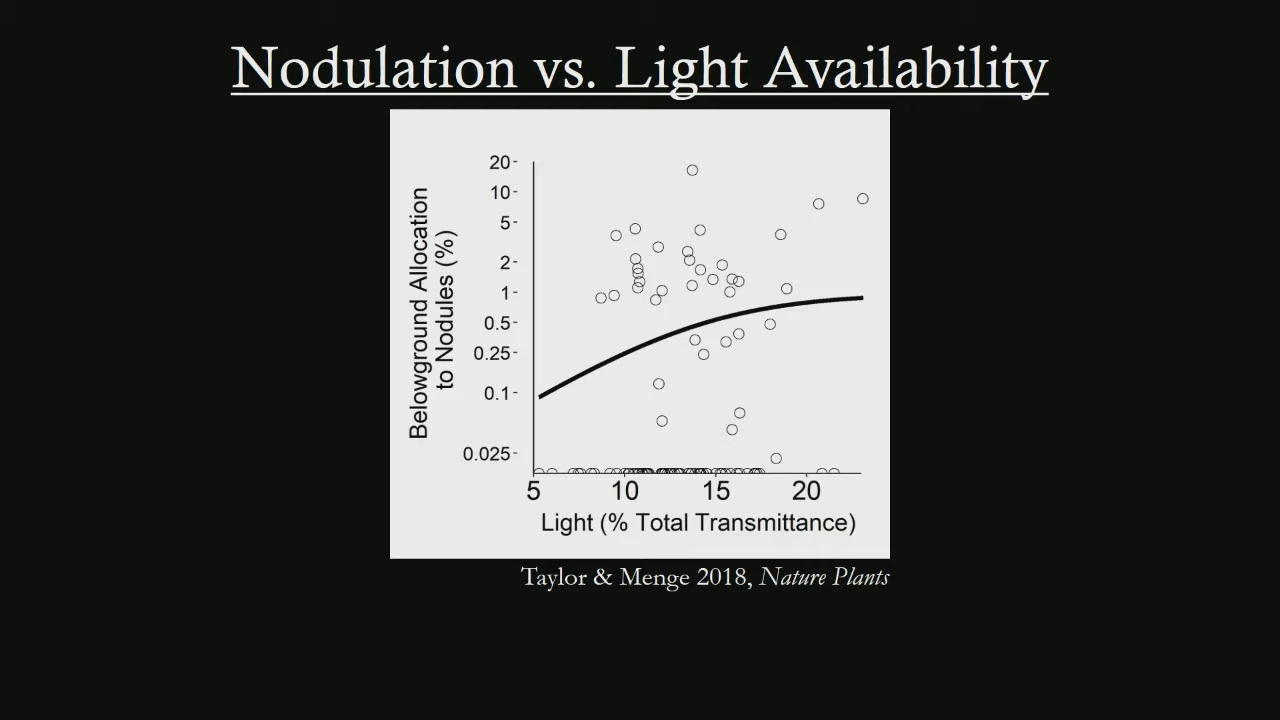 Nodulation vs. Light Availability
Belowground Allocation
to Nodules (%)
20
10
5
2
1
0.5
0.25
0.1
0.025
5 10 15 20
Light (% Total Transmittance)
Taylor & Menge 2018, Nature Plants